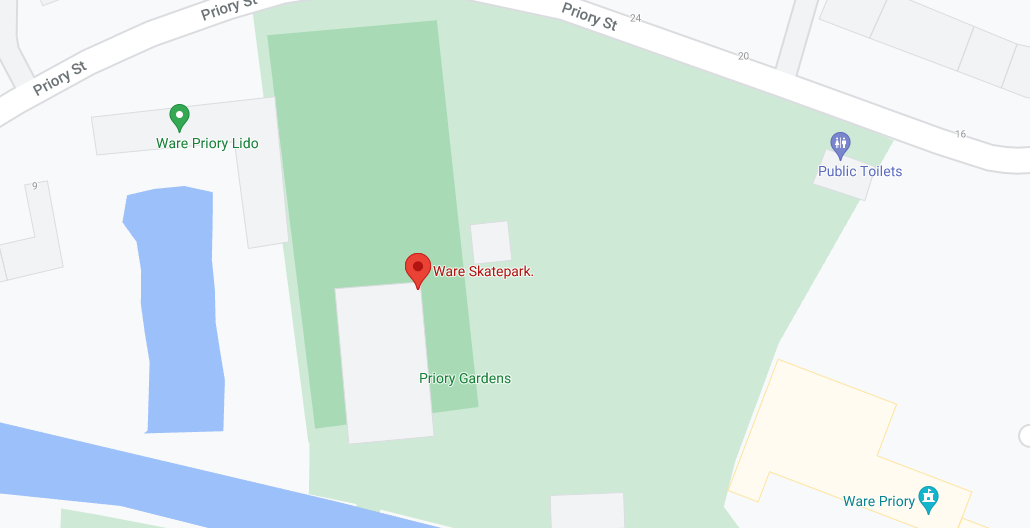 Priory St
Priory St
24
Priory St
20
16
Ware Priory Lido
Public Toilets
9
Ware Skatepark.
Priory Gardens
Ware Priory